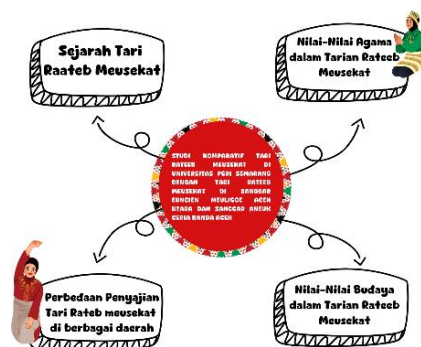 Sejarah Tari
Raateb Meusekat
Nilai-Nilai Agama
dalam Tarian Rateeb
Meusekat
STUDI KOMPARATIF TARI
RATEEB MEUSEKAT DI
UNIVERSITAS PGRI SEMARANG
DENGAN TARI RATEEB
MEUSEKAT DI SANGGAR
CUNCIEN MEULIGOE ACEH
UTARA DAN SANGGAR ANEUK
CERIA BANDA ACEH
Perbedaan Penyajian
Tari Rateb meusekat
di berbagai daerah
Nilai-Nilai Budaya
dalam Tarian Rateeb
Meusekat